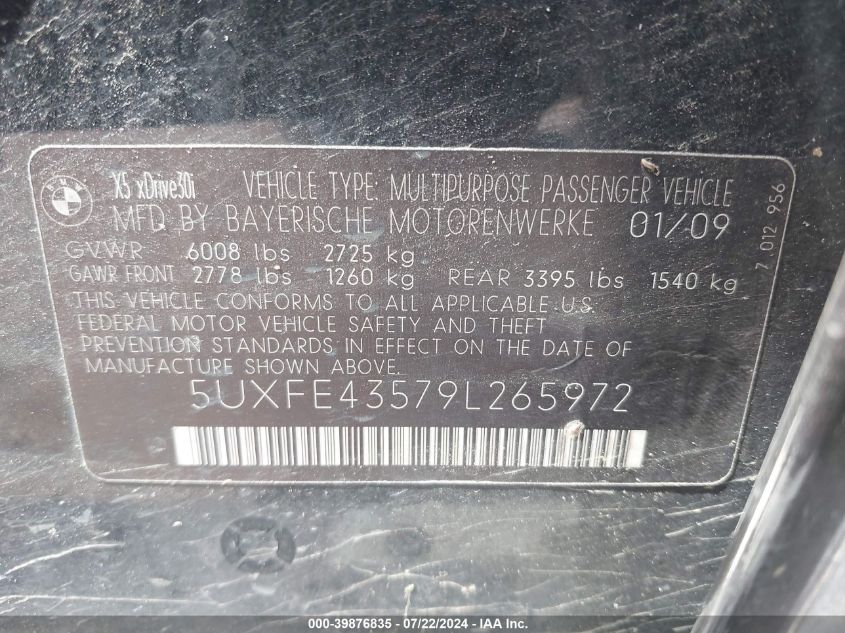 BMW X5 xDrive30i VEHICLE TYPE: MULTIPURPOSE PASSENGER VEHICLE
MFD BY BAYERISCHE MOTORENWERKE 01/09
GVWR 6008 lbs 2725 kg
GAWR FRONT 2778 lbs 1260 kg REAR 3395 lbs 1540 kg
THIS VEHICLE CONFORMS TO ALL APPLICABLE U.S.
FEDERAL MOTOR VEHICLE SAFETY AND THEFT
PREVENTION STANDARDS IN EFFECT ON THE DATE OF
MANUFACTURE SHOWN ABOVE.
5UXFE43579L265972
7 012 956
000-39876835 - 07/22/2024 - IAA Inc.